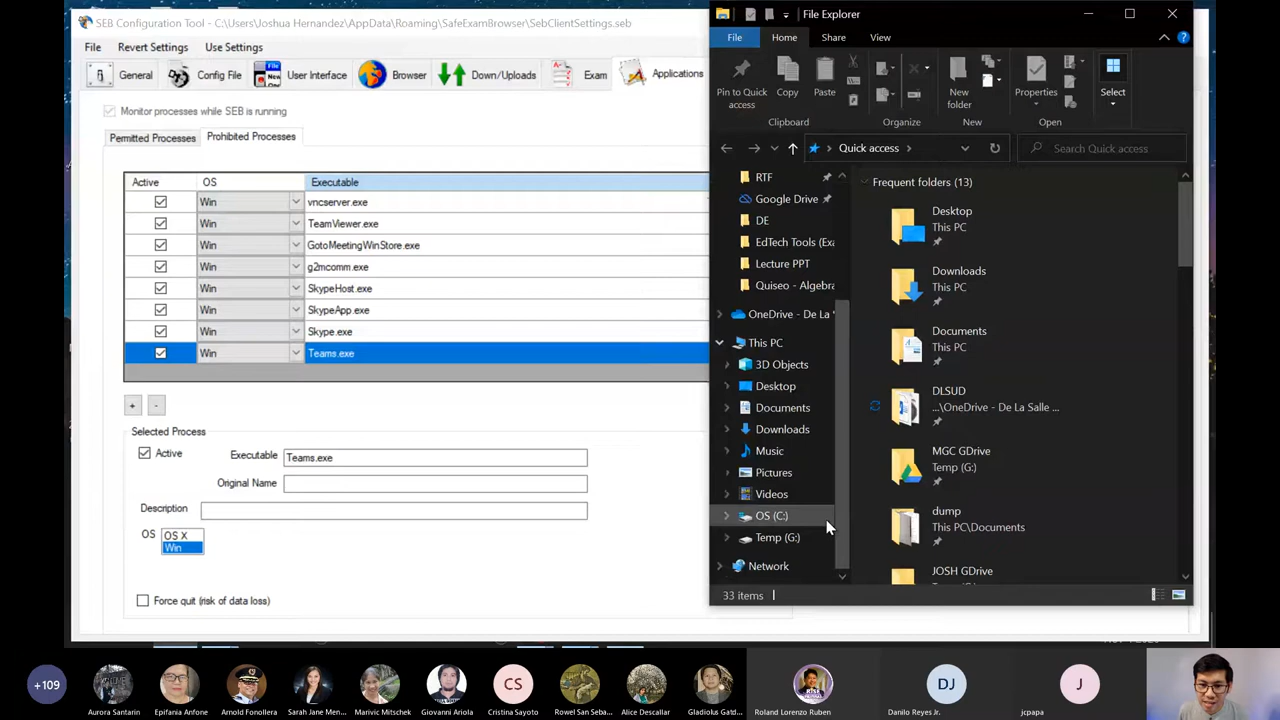 SEB Configuration Tool - C:\Users\Joshua Hernandez\AppData\Roaming\SafeExamBrowser\SebClientSettings.seb
File Revert Settings Use Settings
General Config File User Interface Browser Down/Uploads Exam Applications
Monitor processes while SEB is running
Permitted Processes Prohibited Processes
Active OS Executable
Win vncserver.exe
Win TeamViewer.exe
Win GotoMeetingWinStore.exe
Win g2mcomm.exe
Win SkypeHost.exe
Win SkypeApp.exe
Win Skype.exe
Win Teams.exe
+ -
Selected Process
Active Executable Teams.exe
Original Name
Description
OS OS X
Win
Force quit (risk of data loss)
File Explorer
File Home Share View
Pin to Quick access
Copy
Paste
New folder
Properties
Select
Clipboard Organize New Open
Quick access
Search Quick access
RTF
Google Drive
DE
EdTech Tools (Exa
Lecture PPT
Quiseo - Algebra
OneDrive - De La
This PC
3D Objects
Desktop
Documents
Downloads
Music
Pictures
Videos
OS (C:)
Temp (G:)
Network
Frequent folders (13)
Desktop
This PC
Downloads
This PC
Documents
This PC
DLSUD
...\OneDrive - De La Salle ...
MGC GDrive
Temp (G:)
dump
This PC\Documents
JOSH GDrive
33 items
+109
Aurora Santarin
Epifania Anfone
Arnold Fonollera
Sarah Jane Men...
Marivic Mitschek
Giovanni Ariola
CS
Cristina Sayoto
Rowel San Seba...
Alice Descallar
Gladiolus Gatd...
Roland Lorenzo Ruben
DJ
Danilo Reyes Jr.
J
jcpapa